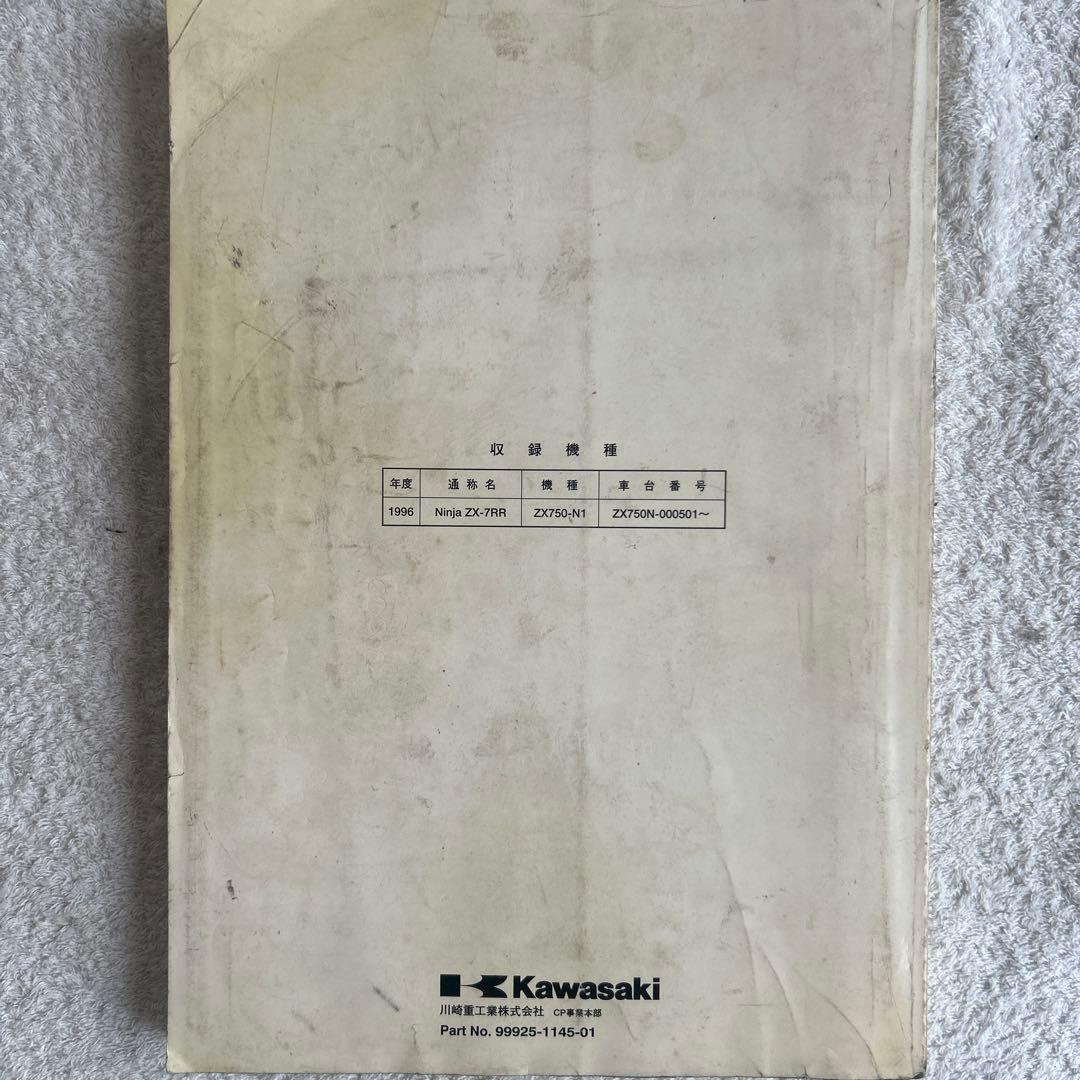 収録機種
年度 通称名 機種 車台番号
1996 Ninja ZX-7RR ZX750-N1 ZX750N-000501〜
Kawasaki
川崎重工業株式会社 CP事業本部
Part No. 99925-1145-01